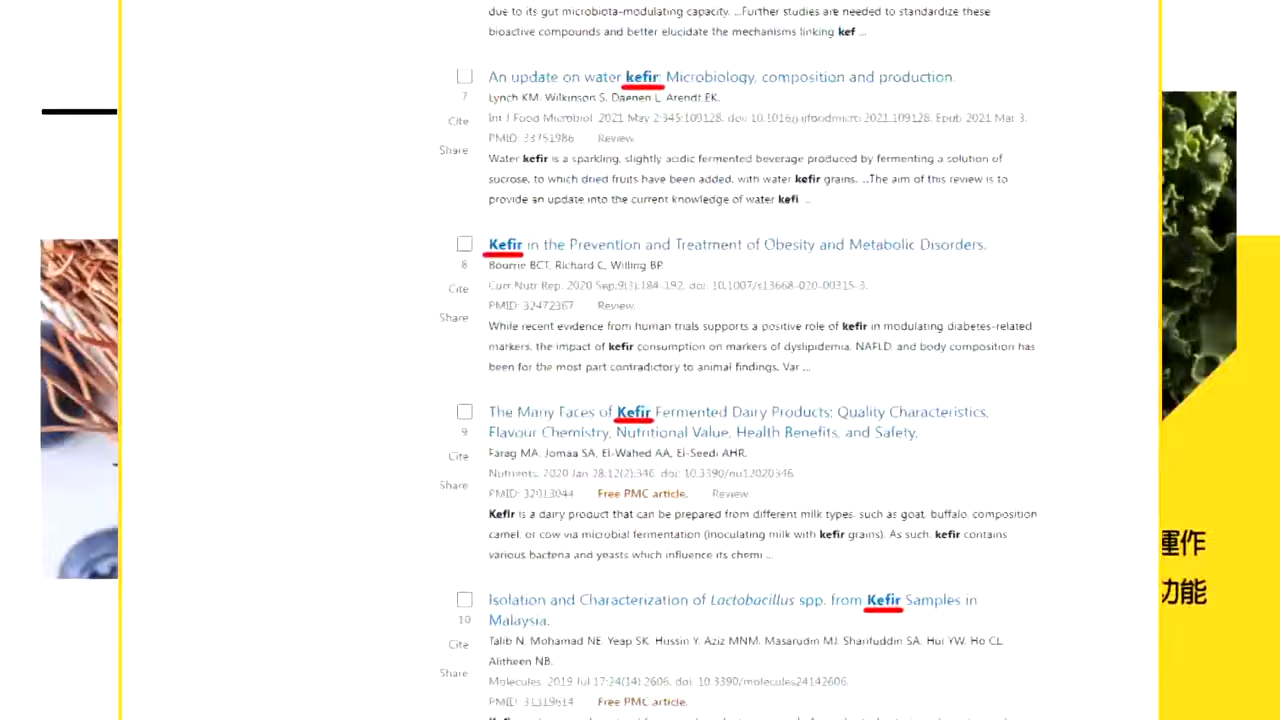 due to its gut microbiota-modulating capacity. ...Further studies are needed to standardize these
bioactive compounds and better elucidate the mechanisms linking kef ...
An update on water kefir: Microbiology, composition and production.
7
Lynch KM, Wilkinson S, Daenen L, Arendt EK.
Cite
Int J Food Microbiol. 2021 May 2;345:109128. doi: 10.1016/j.ijfoodmicro.2021.109128. Epub 2021 Mar 3.
PMID: 33751986 Review.
Share
Water kefir is a sparkling, slightly acidic fermented beverage produced by fermenting a solution of
sucrose, to which dried fruits have been added, with water kefir grains. ...The aim of this review is to
provide an update into the current knowledge of water kefi ...
Kefir in the Prevention and Treatment of Obesity and Metabolic Disorders.
8
Bourrie BCT, Richard C, Willing BP.
Cite
Curr Nutr Rep. 2020 Sep;9(3):184-192. doi: 10.1007/s13668-020-00315-3.
PMID: 32472367 Review.
Share
While recent evidence from human trials supports a positive role of kefir in modulating diabetes-related
markers, the impact of kefir consumption on markers of dyslipidemia, NAFLD, and body composition has
been for the most part contradictory to animal findings. Var ...
The Many Faces of Kefir Fermented Dairy Products: Quality Characteristics,
Flavour Chemistry, Nutritional Value, Health Benefits, and Safety.
9
Farag MA, Jomaa SA, El-Wahed AA, El-Seedi AHR.
Cite
Nutrients. 2020 Jan 28;12(2):346. doi: 10.3390/nu12020346.
PMID: 32013044 Free PMC article. Review.
Share
Kefir is a dairy product that can be prepared from different milk types, such as goat, buffalo, composition
camel, or cow via microbial fermentation (inoculating milk with kefir grains). As such, kefir contains
various bacteria and yeasts which influence its chemi ...
Isolation and Characterization of Lactobacillus spp. from Kefir Samples in
Malaysia.
10
Talib N, Mohamad NE, Yeap SK, Hussin Y, Aziz MNM, Masarudin MJ, Sharifuddin SA, Hui YW, Ho CL,
Alitheen NB.
Cite
Molecules. 2019 Jul 17;24(14):2606. doi: 10.3390/molecules24142606.
PMID: 31319614 Free PMC article.
Share
運作
功能